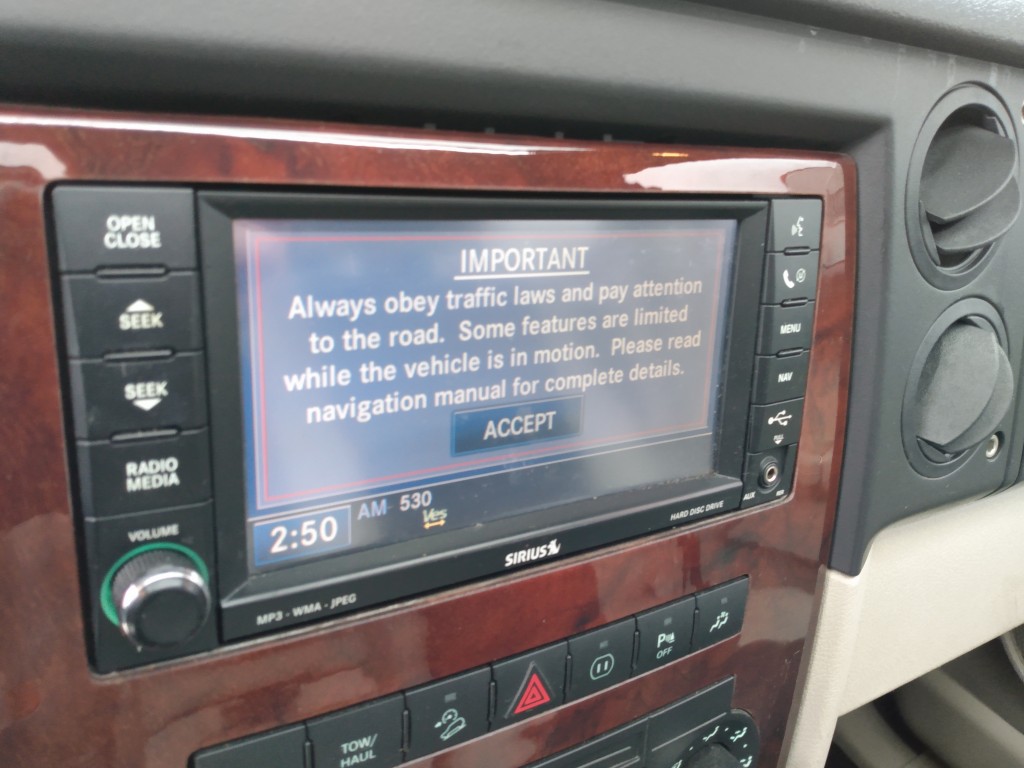 OPEN
CLOSE
SEEK
SEEK
RADIO
MEDIA
VOLUME
IMPORTANT
Always obey traffic laws and pay attention
to the road. Some features are limited
while the vehicle is in motion. Please read
navigation manual for complete details.
ACCEPT
2:50
AM 530
Yes
MENU
NAV
PULL
AUX
MP3 - WMA - JPEG
SIRIUS
HARD DISC DRIVE
TOW/
HAUL
P
OFF